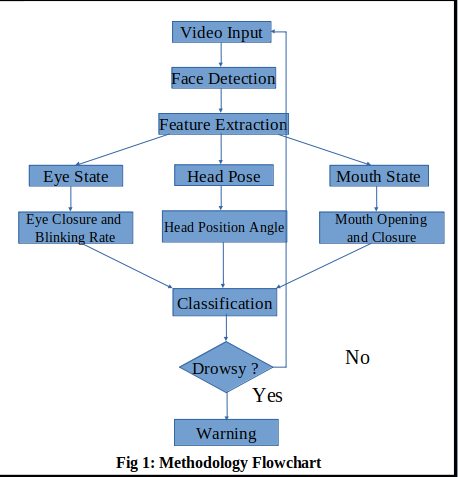 Video Input
Face Detection
Feature Extraction
Eye State
Head Pose
Mouth State
Eye Closure and
Blinking Rate
Head Position Angle
Mouth Opening
and Closure
Classification
Drowsy ?
No
Yes
Warning
Fig 1: Methodology Flowchart